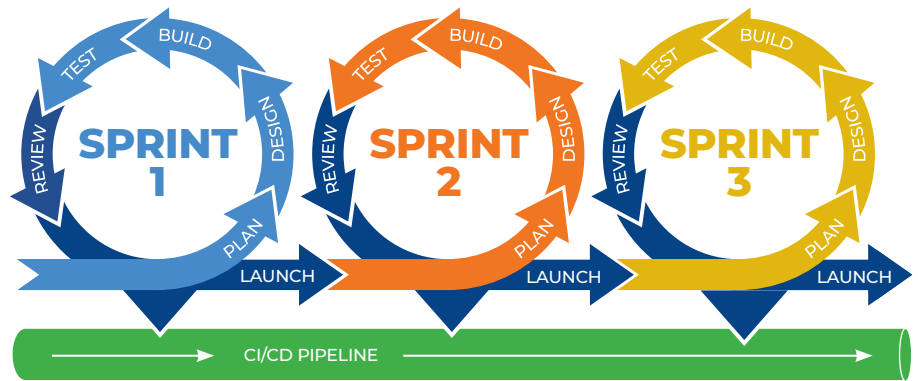 SPRINT
1
PLAN
DESIGN
BUILD
TEST
REVIEW
LAUNCH
SPRINT
2
PLAN
DESIGN
BUILD
TEST
REVIEW
LAUNCH
SPRINT
3
PLAN
DESIGN
BUILD
TEST
REVIEW
LAUNCH
CI/CD PIPELINE